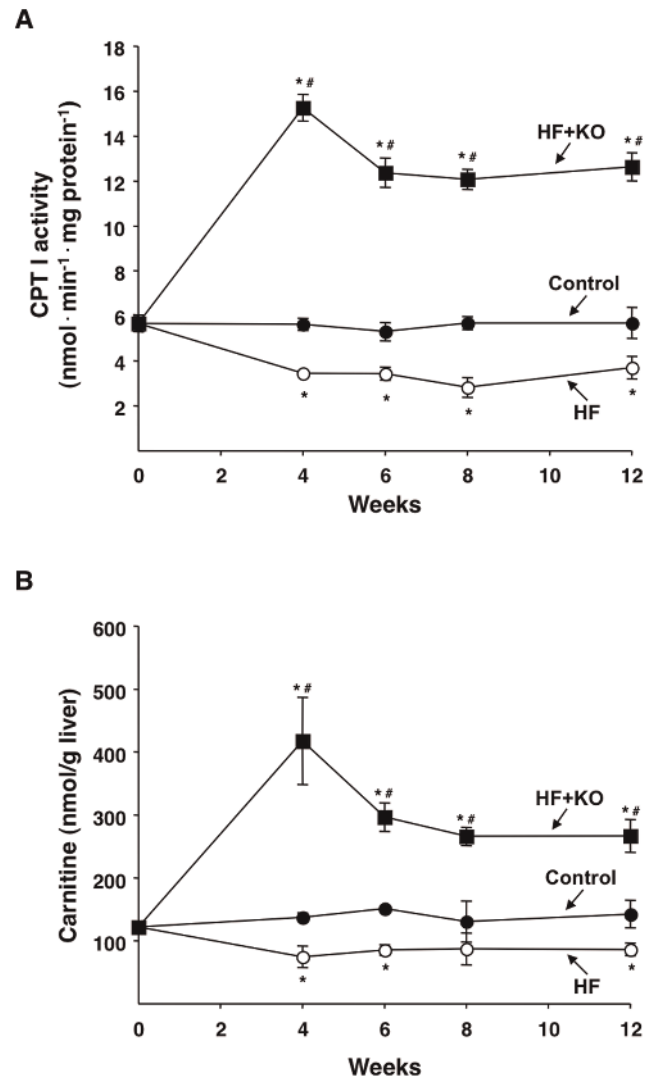 A
CPT I activity
(nmol · min⁻¹ · mg protein⁻¹)
18
16
14
12
10
8
6
4
2
* #
* #
* #
* #
HF+KO
Control
*
*
*
*
HF
0 2 4 6 8 10 12
Weeks
B
Carnitine (nmol/g liver)
600
500
400
300
200
100
* #
* #
* #
* #
HF+KO
Control
*
*
*
HF
0 2 4 6 8 10 12
Weeks